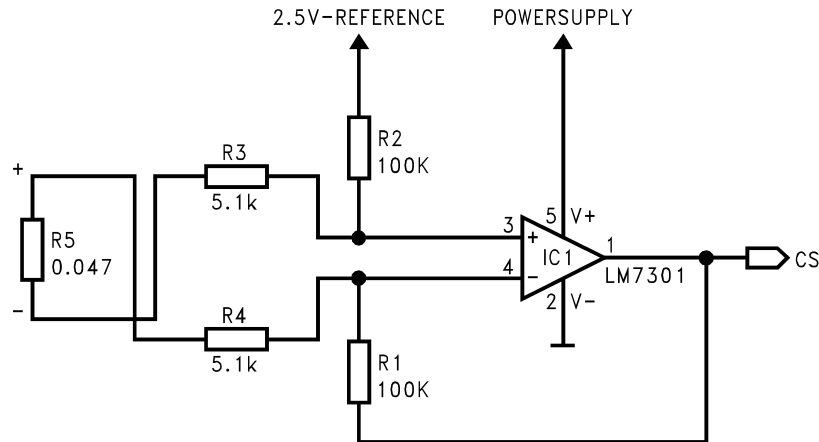 2.5V-REFERENCE
POWERSUPPLY
R2
100K
R3
5.1k
+
R5
0.047
-
3
+
5 V+
IC1
1
LM7301
CS
4
-
2 V-
R4
5.1k
R1
100K